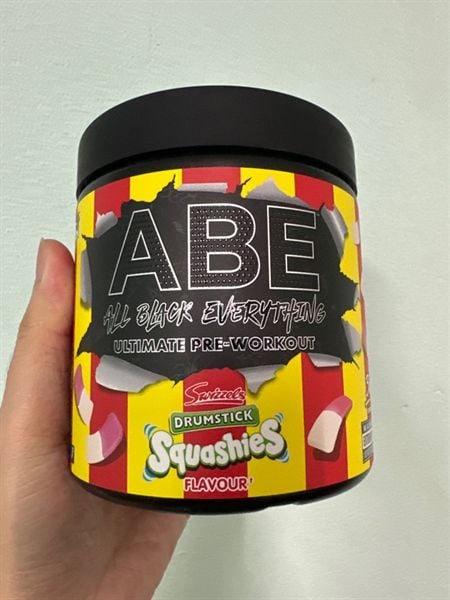 ABE
ALL BLACK EVERYTHING
ULTIMATE PRE-WORKOUT
Swizzels
DRUMSTICK
Squashies
FLAVOUR